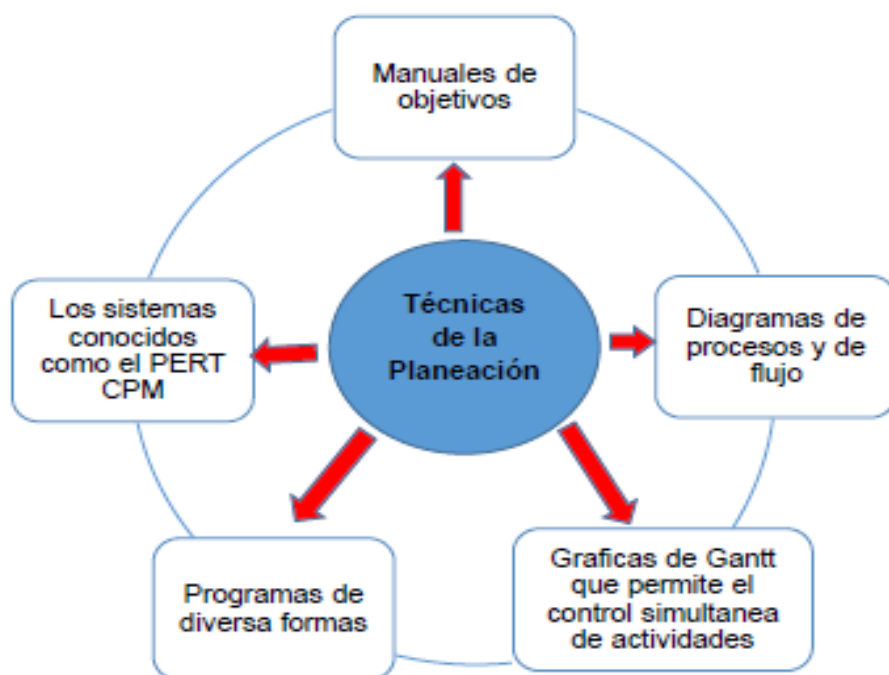 Manuales de
objetivos
Técnicas
de la
Planeación
Diagramas de
procesos y de
flujo
Graficas de Gantt
que permite el
control simultanea
de actividades
Programas de
diversa formas
Los sistemas
conocidos
como el PERT
CPM